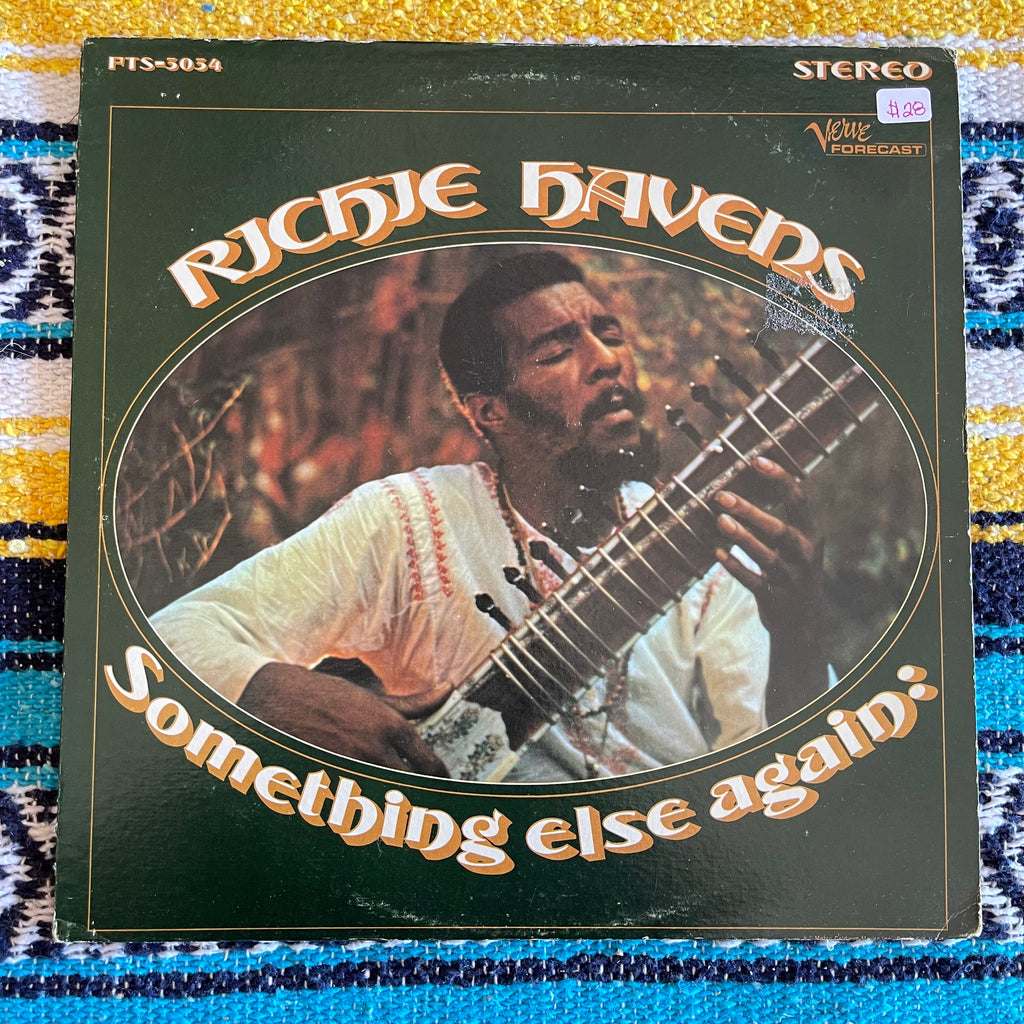 FTS-3034
STEREO
$28
Verve
FORECAST
RICHIE HAVENS
Something else again: